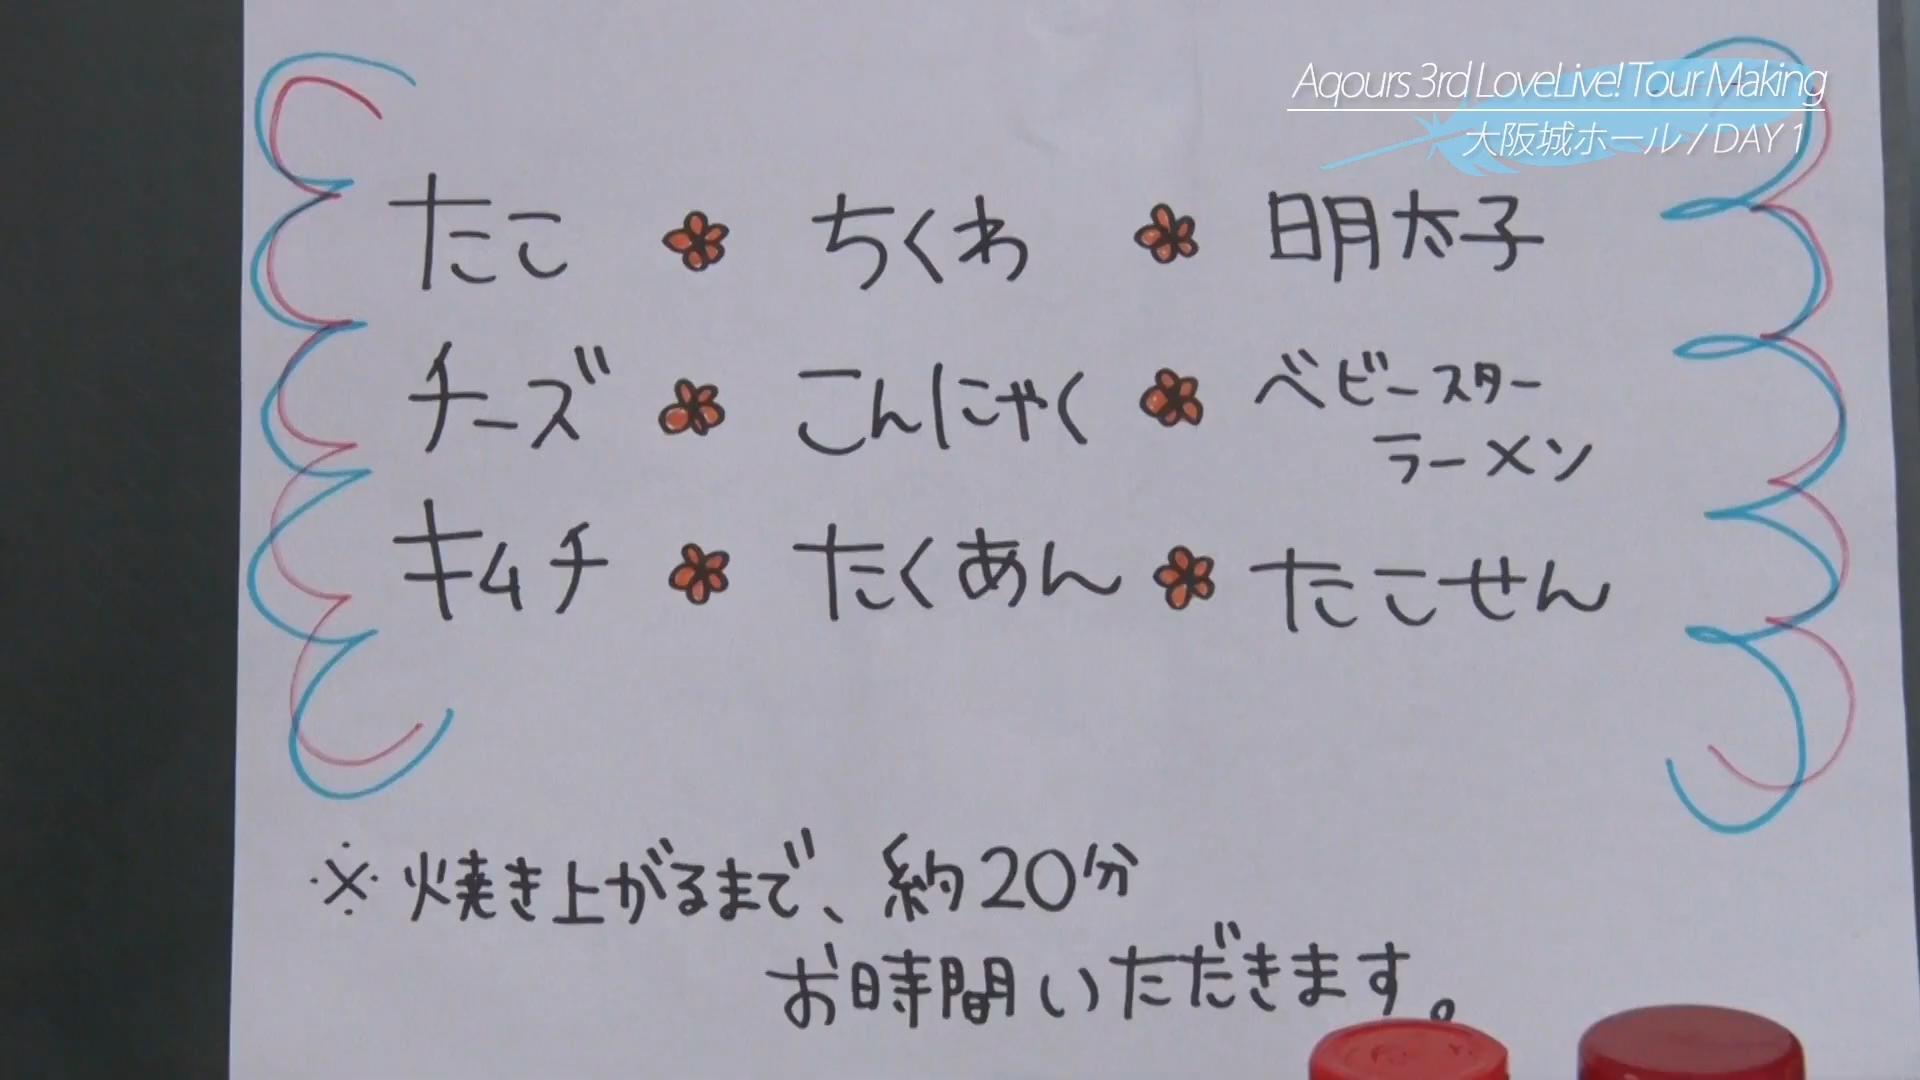 Aqours 3rd LoveLive! Tour Making
大阪城ホール / DAY 1
たこ ちくわ 明太子
チーズ こんにゃく ベビースター
ラーメン
キムチ たくあん たこせん
※焼き上がるまで、約20分
お時間いただきます。